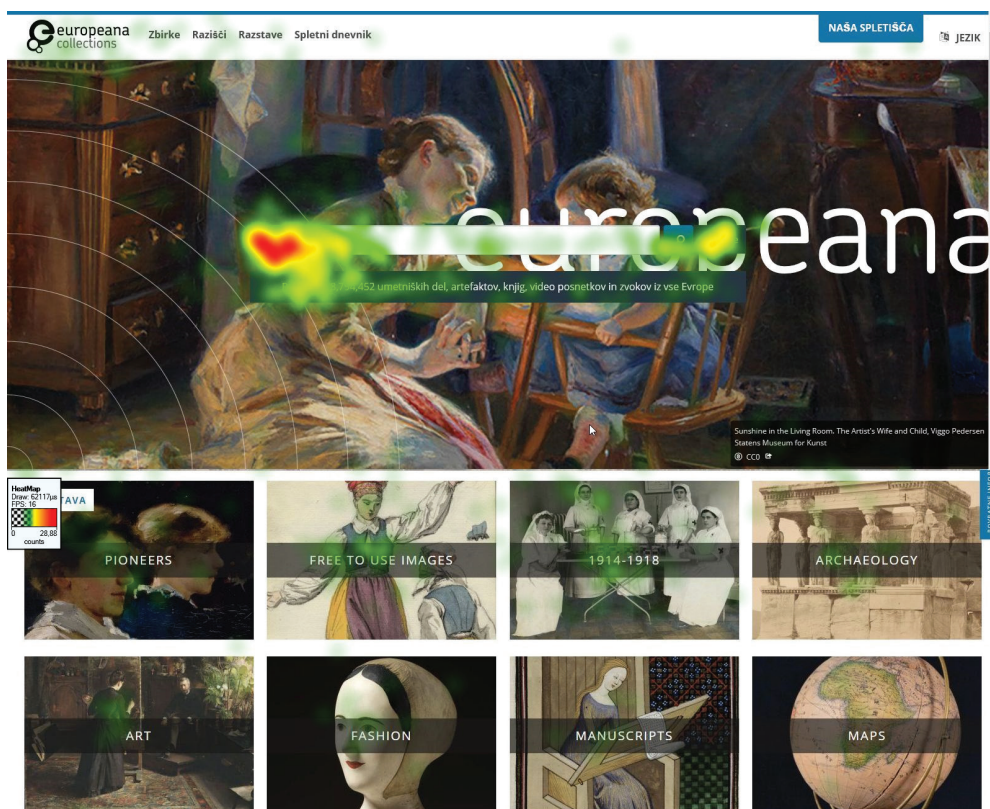 europeana
collections
Zbirke Razišči Razstave Spletni dnevnik
NAŠA SPLETIŠČA
JEZIK
europeana
452 umetniških del, artefaktov, knjig, video posnetkov in zvokov iz vse Evrope
Sunshine in the Living Room. The Artist's Wife and Child, Viggo Pedersen
Statens Museum for Kunst
CC0
HeatMap
Draw: 62117µs
FPS: 16
0 28,88
counts
TAVA
PIONEERS
FREE TO USE IMAGES
1914-1918
ARCHAEOLOGY
ART
FASHION
MANUSCRIPTS
MAPS